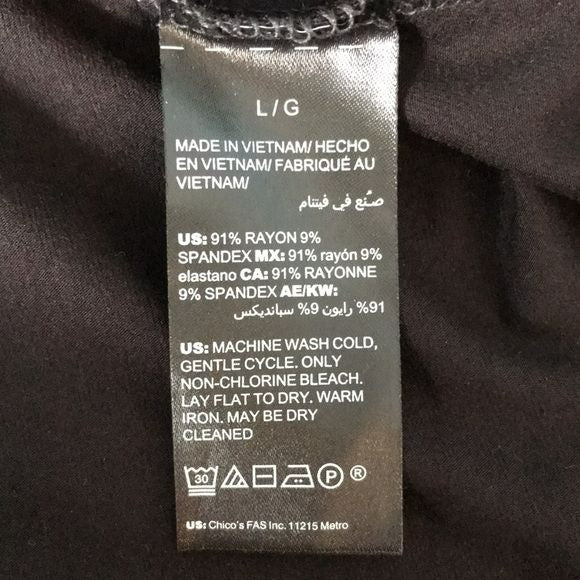 L / G
MADE IN VIETNAM/ HECHO
EN VIETNAM/ FABRIQUÉ AU
VIETNAM/
صُنع في فيتنام
US: 91% RAYON 9%
SPANDEX MX: 91% rayón 9%
elastano CA: 91% RAYONNE
9% SPANDEX AE/KW:
91% رايون 9% سبانديكس
US: MACHINE WASH COLD,
GENTLE CYCLE. ONLY
NON-CHLORINE BLEACH.
LAY FLAT TO DRY. WARM
IRON. MAY BE DRY
CLEANED
30 P ®
US: Chico's FAS Inc. 11215 Metro